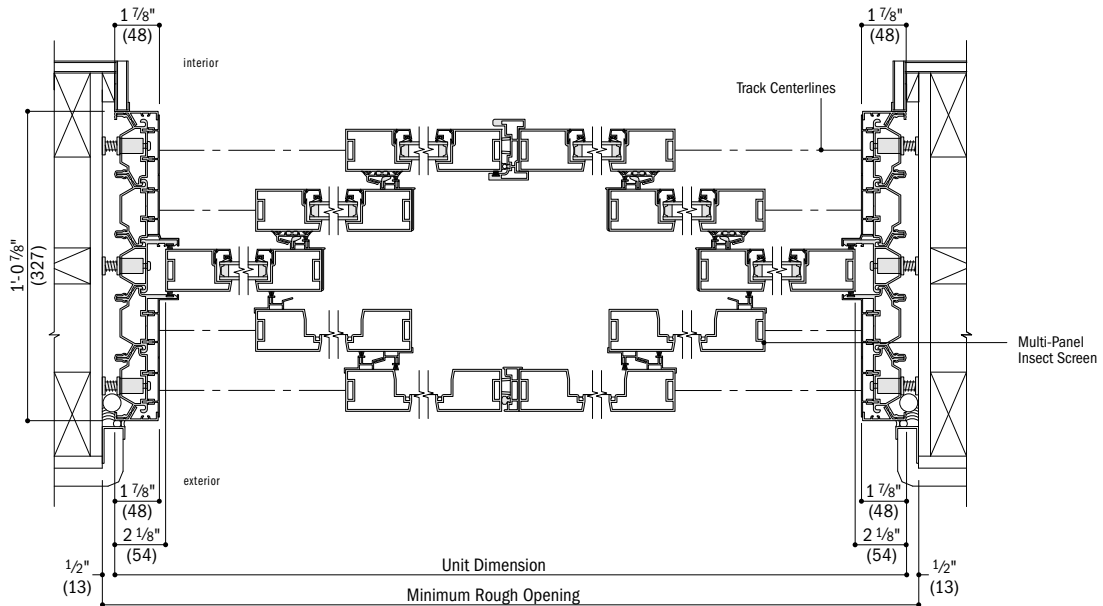 1 7/8"
(48)
1 7/8"
(48)
interior
Track Centerlines
1'-0 7/8"
(327)
Multi-Panel
Insect Screen
exterior
1 7/8"
(48)
1 7/8"
(48)
2 1/8"
(54)
2 1/8"
(54)
1/2"
(13)
Unit Dimension
1/2"
(13)
Minimum Rough Opening